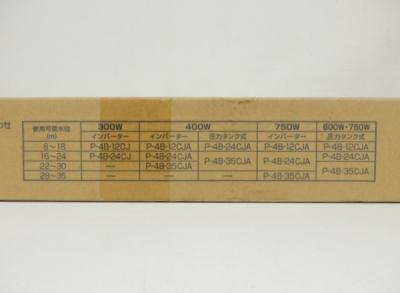 わせ
使用可能水位(m) 300W 400W 750W 600W・750W
インバーター インバーター 圧力タンク式 インバーター 圧力タンク式
8〜18 P-4B-12CJ P-4B-12CJA P-4B-24CJA P-4B-12CJA P-4B-12CJA
16〜24 P-4B-24CJ P-4B-24CJA P-4B-35CJA P-4B-24CJA P-4B-24CJA
22〜30 — P-4B-35CJA P-4B-35CJA
28〜35 — — — P-4B-35CJA